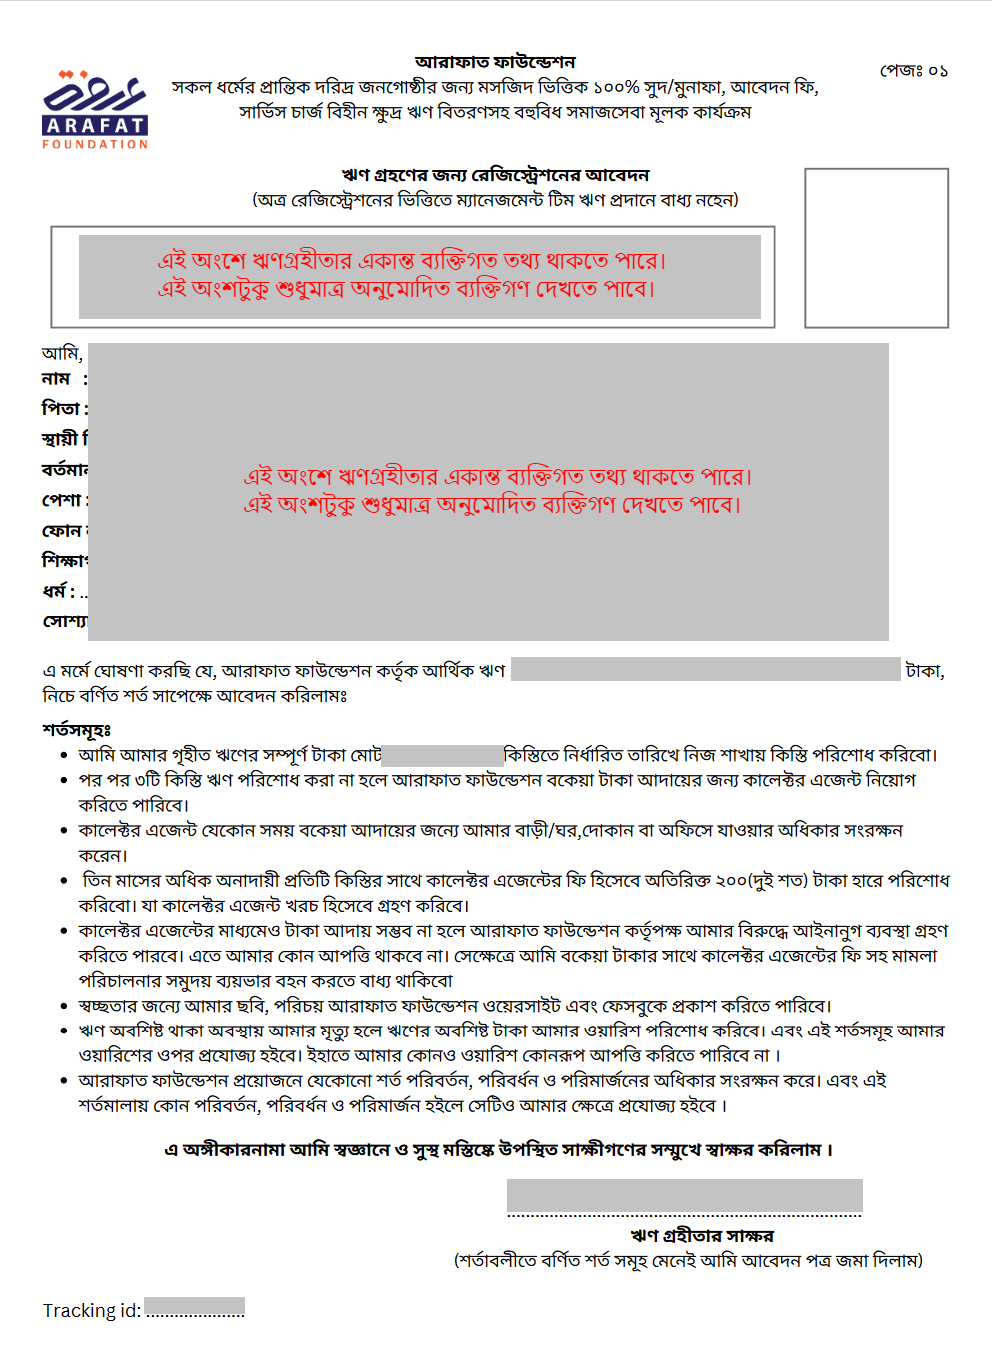 আরাফাত ফাউন্ডেশন
পেজঃ ০১
সকল ধর্মের প্রান্তিক দরিদ্র জনগোষ্ঠীর জন্য মসজিদ ভিত্তিক ১০০% সুদ/মুনাফা, আবেদন ফি,
সার্ভিস চার্জ বিহীন ক্ষুদ্র ঋণ বিতরণসহ বহুবিধ সমাজসেবা মূলক কার্যক্রম
ARAFAT
FOUNDATION
ঋণ গ্রহণের জন্য রেজিস্ট্রেশনের আবেদন
(অত্র রেজিস্ট্রেশনের ভিত্তিতে ম্যানেজমেন্ট টিম ঋণ প্রদানে বাধ্য নহেন)
এই অংশে ঋণগ্রহীতার একান্ত ব্যক্তিগত তথ্য থাকতে পারে।
এই অংশটুকু শুধুমাত্র অনুমোদিত ব্যক্তিগণ দেখতে পাবে।
আমি,
নাম :
পিতা :
স্থায়ী
বর্তমান
পেশা :
ফোন
শিক্ষাগ
ধর্ম : ..
সোশ্যা
এই অংশে ঋণগ্রহীতার একান্ত ব্যক্তিগত তথ্য থাকতে পারে।
এই অংশটুকু শুধুমাত্র অনুমোদিত ব্যক্তিগণ দেখতে পাবে।
এ মর্মে ঘোষণা করছি যে, আরাফাত ফাউন্ডেশন কর্তৃক আর্থিক ঋণ টাকা,
নিচে বর্ণিত শর্ত সাপেক্ষে আবেদন করিলামঃ
শর্তসমূহঃ
• আমি আমার গৃহীত ঋণের সম্পূর্ণ টাকা মোট কিস্তিতে নির্ধারিত তারিখে নিজ শাখায় কিস্তি পরিশোধ করিবো।
• পর পর ৩টি কিস্তি ঋণ পরিশোধ করা না হলে আরাফাত ফাউন্ডেশন বকেয়া টাকা আদায়ের জন্য কালেক্টর এজেন্ট নিয়োগ
করিতে পারিবে।
• কালেক্টর এজেন্ট যেকোন সময় বকেয়া আদায়ের জন্যে আমার বাড়ী/ঘর,দোকান বা অফিসে যাওয়ার অধিকার সংরক্ষন
করেন।
• তিন মাসের অধিক অনাদায়ী প্রতিটি কিস্তির সাথে কালেক্টর এজেন্টের ফি হিসেবে অতিরিক্ত ২০০(দুই শত) টাকা হারে পরিশোধ
করিবো। যা কালেক্টর এজেন্ট খরচ হিসেবে গ্রহণ করিবে।
• কালেক্টর এজেন্টের মাধ্যমেও টাকা আদায় সম্ভব না হলে আরাফাত ফাউন্ডেশন কর্তৃপক্ষ আমার বিরুদ্ধে আইনানুগ ব্যবস্থা গ্রহণ
করিতে পারবে। এতে আমার কোন আপত্তি থাকবে না। সেক্ষেত্রে আমি বকেয়া টাকার সাথে কালেক্টর এজেন্টের ফি সহ মামলা
পরিচালনার সমুদয় ব্যয়ভার বহন করতে বাধ্য থাকিবো
• স্বচ্ছতার জন্যে আমার ছবি, পরিচয় আরাফাত ফাউন্ডেশন ওয়েরসাইট এবং ফেসবুকে প্রকাশ করিতে পারিবে।
• ঋণ অবশিষ্ট থাকা অবস্থায় আমার মৃত্যু হলে ঋণের অবশিষ্ট টাকা আমার ওয়ারিশ পরিশোধ করিবে। এবং এই শর্তসমূহ আমার
ওয়ারিশের ওপর প্রযোজ্য হইবে। ইহাতে আমার কোনও ওয়ারিশ কোনরূপ আপত্তি করিতে পারিবে না ।
• আরাফাত ফাউন্ডেশন প্রয়োজনে যেকোনো শর্ত পরিবর্তন, পরিবর্ধন ও পরিমার্জনের অধিকার সংরক্ষন করে। এবং এই
শর্তমালায় কোন পরিবর্তন, পরিবর্ধন ও পরিমার্জন হইলে সেটিও আমার ক্ষেত্রে প্রযোজ্য হইবে ।
এ অঙ্গীকারনামা আমি স্বজ্ঞানে ও সুস্থ মস্তিষ্কে উপস্থিত সাক্ষীগণের সম্মুখে স্বাক্ষর করিলাম ।
ঋণ গ্রহীতার সাক্ষর
(শর্তাবলীতে বর্ণিত শর্ত সমূহ মেনেই আমি আবেদন পত্র জমা দিলাম)
Tracking id: .....................